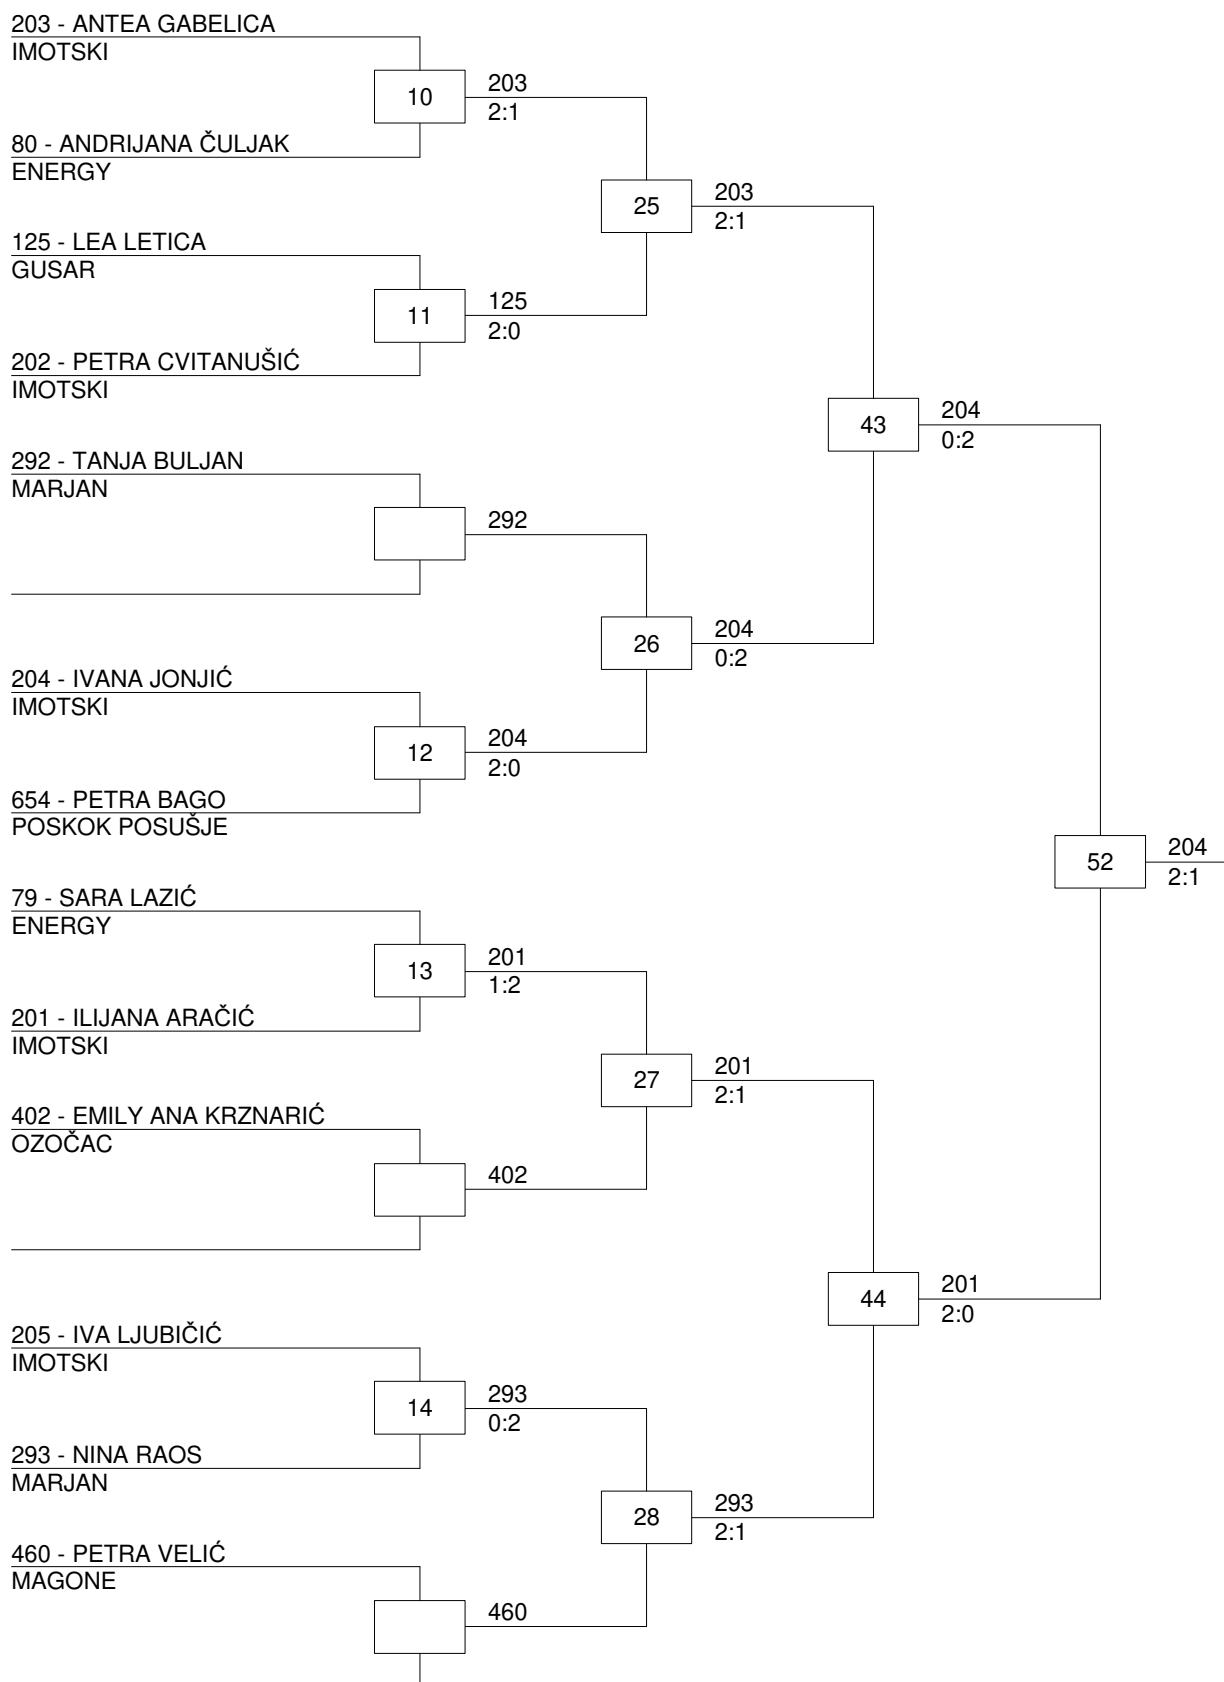 203 - ANTEA GABELICA
IMOTSKI
10
203
2:1
80 - ANDRIJANA ČULJAK
ENERGY
25
203
2:1
125 - LEA LETICA
GUSAR
11
125
2:0
202 - PETRA CVITANUŠIĆ
IMOTSKI
43
204
0:2
292 - TANJA BULJAN
MARJAN
292
26
204
0:2
204 - IVANA JONJIĆ
IMOTSKI
12
204
2:0
654 - PETRA BAGO
POSKOK POSUŠJE
52
204
2:1
79 - SARA LAZIĆ
ENERGY
13
201
1:2
201 - ILIJANA ARAČIĆ
IMOTSKI
27
201
2:1
402 - EMILY ANA KRZNARIĆ
OZOČAC
402
44
201
2:0
205 - IVA LJUBIČIĆ
IMOTSKI
14
293
0:2
293 - NINA RAOS
MARJAN
28
293
2:1
460 - PETRA VELIĆ
MAGONE
460